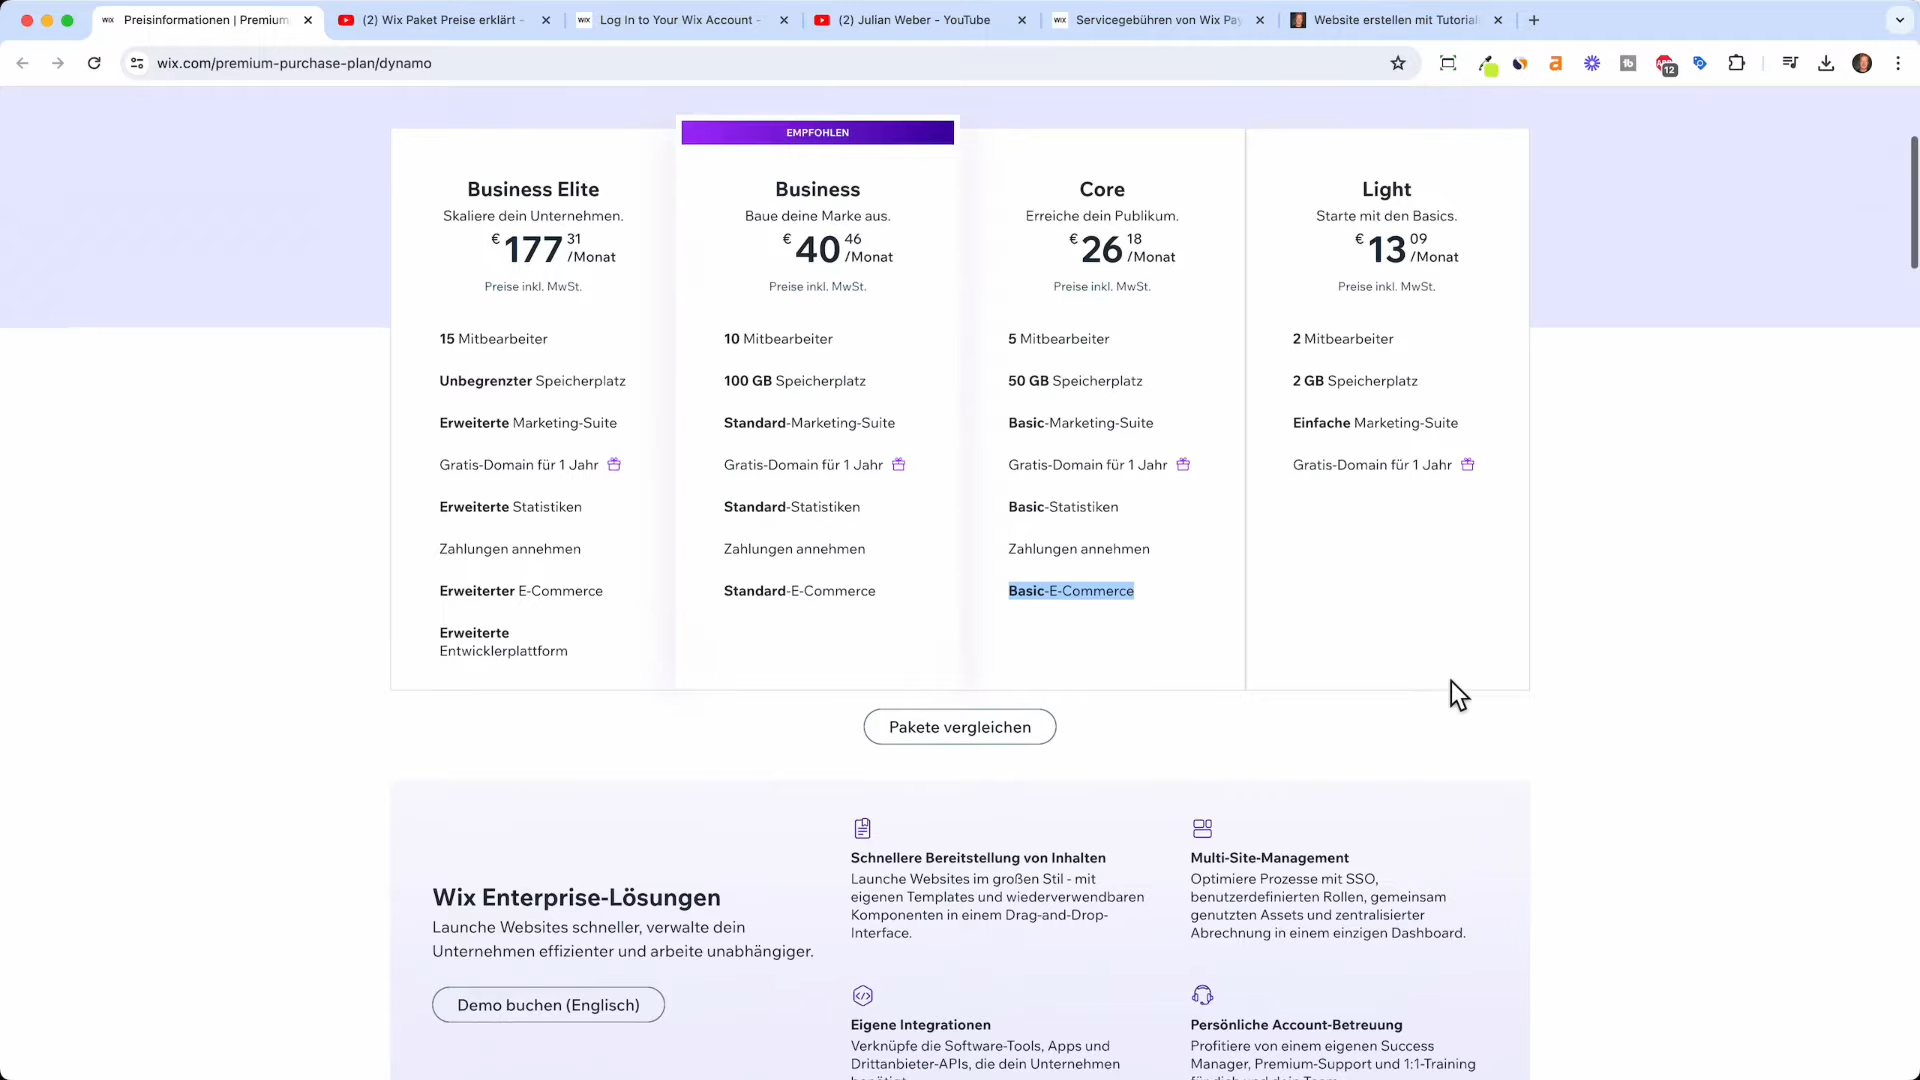 Preisinformationen | Premium
(2) Wix Paket Preise erklärt -
WiX Log In to Your Wix Account -
(2) Julian Weber - YouTube
WiX Servicegebühren von Wix Pay
Website erstellen mit Tutorial
wix.com/premium-purchase-plan/dynamo
12
EMPFOHLEN
Business Elite
Skaliere dein Unternehmen.
€ 177 31 /Monat
Preise inkl. MwSt.
15 Mitbearbeiter
Unbegrenzter Speicherplatz
Erweiterte Marketing-Suite
Gratis-Domain für 1 Jahr
Erweiterte Statistiken
Zahlungen annehmen
Erweiterter E-Commerce
Erweiterte
Entwicklerplattform
Business
Baue deine Marke aus.
€ 40 46 /Monat
Preise inkl. MwSt.
10 Mitbearbeiter
100 GB Speicherplatz
Standard-Marketing-Suite
Gratis-Domain für 1 Jahr
Standard-Statistiken
Zahlungen annehmen
Standard-E-Commerce
Core
Erreiche dein Publikum.
€ 26 18 /Monat
Preise inkl. MwSt.
5 Mitbearbeiter
50 GB Speicherplatz
Basic-Marketing-Suite
Gratis-Domain für 1 Jahr
Basic-Statistiken
Zahlungen annehmen
Basic-E-Commerce
Light
Starte mit den Basics.
€ 13 09 /Monat
Preise inkl. MwSt.
2 Mitbearbeiter
2 GB Speicherplatz
Einfache Marketing-Suite
Gratis-Domain für 1 Jahr
Pakete vergleichen
Wix Enterprise-Lösungen
Launche Websites schneller, verwalte dein
Unternehmen effizienter und arbeite unabhängiger.
Demo buchen (Englisch)
Schnellere Bereitstellung von Inhalten
Launche Websites im großen Stil - mit
eigenen Templates und wiederverwendbaren
Komponenten in einem Drag-and-Drop-
Interface.
Multi-Site-Management
Optimiere Prozesse mit SSO,
benutzerdefinierten Rollen, gemeinsam
genutzten Assets und zentralisierter
Abrechnung in einem einzigen Dashboard.
Eigene Integrationen
Verknüpfe die Software-Tools, Apps und
Drittanbieter-APIs, die dein Unternehmen
Persönliche Account-Betreuung
Profitiere von einem eigenen Success
Manager, Premium-Support und 1:1-Training